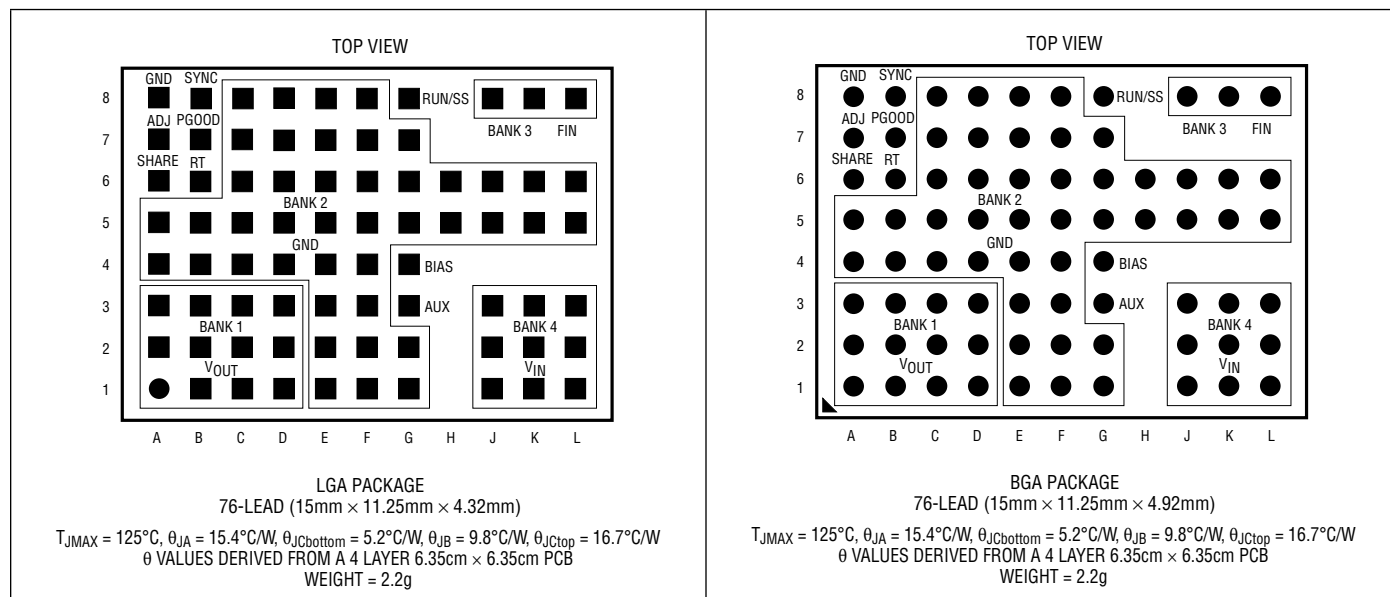 TOP VIEW
GND SYNC
8 RUN/SS
ADJ PGOOD BANK 3 FIN
7
SHARE RT
6
BANK 2
5
GND
4 BIAS
3 AUX
BANK 1 BANK 4
2
VOUT VIN
1
A B C D E F G H J K L
LGA PACKAGE
76-LEAD (15mm × 11.25mm × 4.32mm)
TJMAX = 125°C, θJA = 15.4°C/W, θJCbottom = 5.2°C/W, θJB = 9.8°C/W, θJCtop = 16.7°C/W
θ VALUES DERIVED FROM A 4 LAYER 6.35cm × 6.35cm PCB
WEIGHT = 2.2g
TOP VIEW
GND SYNC
8 RUN/SS
ADJ PGOOD BANK 3 FIN
7
SHARE RT
6
BANK 2
5
GND
4 BIAS
3 AUX
BANK 1 BANK 4
2
VOUT VIN
1
A B C D E F G H J K L
BGA PACKAGE
76-LEAD (15mm × 11.25mm × 4.92mm)
TJMAX = 125°C, θJA = 15.4°C/W, θJCbottom = 5.2°C/W, θJB = 9.8°C/W, θJCtop = 16.7°C/W
θ VALUES DERIVED FROM A 4 LAYER 6.35cm × 6.35cm PCB
WEIGHT = 2.2g